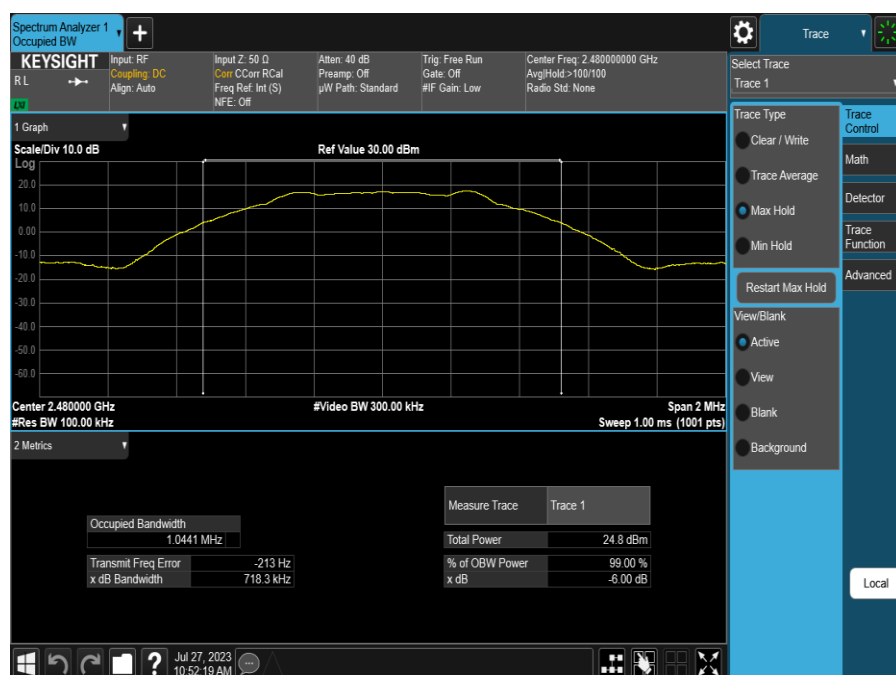 Spectrum Analyzer 1
Occupied BW
+
Trace
KEYSIGHT
R L
LXI
Input: RF
Coupling: DC
Align: Auto
Input Z: 50 Ω
Corr CCorr RCal
Freq Ref: Int (S)
NFE: Off
Atten: 40 dB
Preamp: Off
µW Path: Standard
Trig: Free Run
Gate: Off
#IF Gain: Low
Center Freq: 2.480000000 GHz
Avg|Hold:>100/100
Radio Std: None
Select Trace
Trace 1
1 Graph
Scale/Div 10.0 dB
Ref Value 30.00 dBm
Log
20.0
10.0
0.00
-10.0
-20.0
-30.0
-40.0
-50.0
-60.0
Center 2.480000 GHz
#Video BW 300.00 kHz
Span 2 MHz
#Res BW 100.00 kHz
Sweep 1.00 ms (1001 pts)
Trace Type
Clear / Write
Trace Average
Max Hold
Min Hold
Restart Max Hold
View/Blank
Active
View
Blank
Background
Trace
Control
Math
Detector
Trace
Function
Advanced
Local
2 Metrics
Occupied Bandwidth
1.0441 MHz
Transmit Freq Error -213 Hz
x dB Bandwidth 718.3 kHz
Measure Trace Trace 1
Total Power 24.8 dBm
% of OBW Power 99.00 %
x dB -6.00 dB
?
Jul 27, 2023
10:52:19 AM